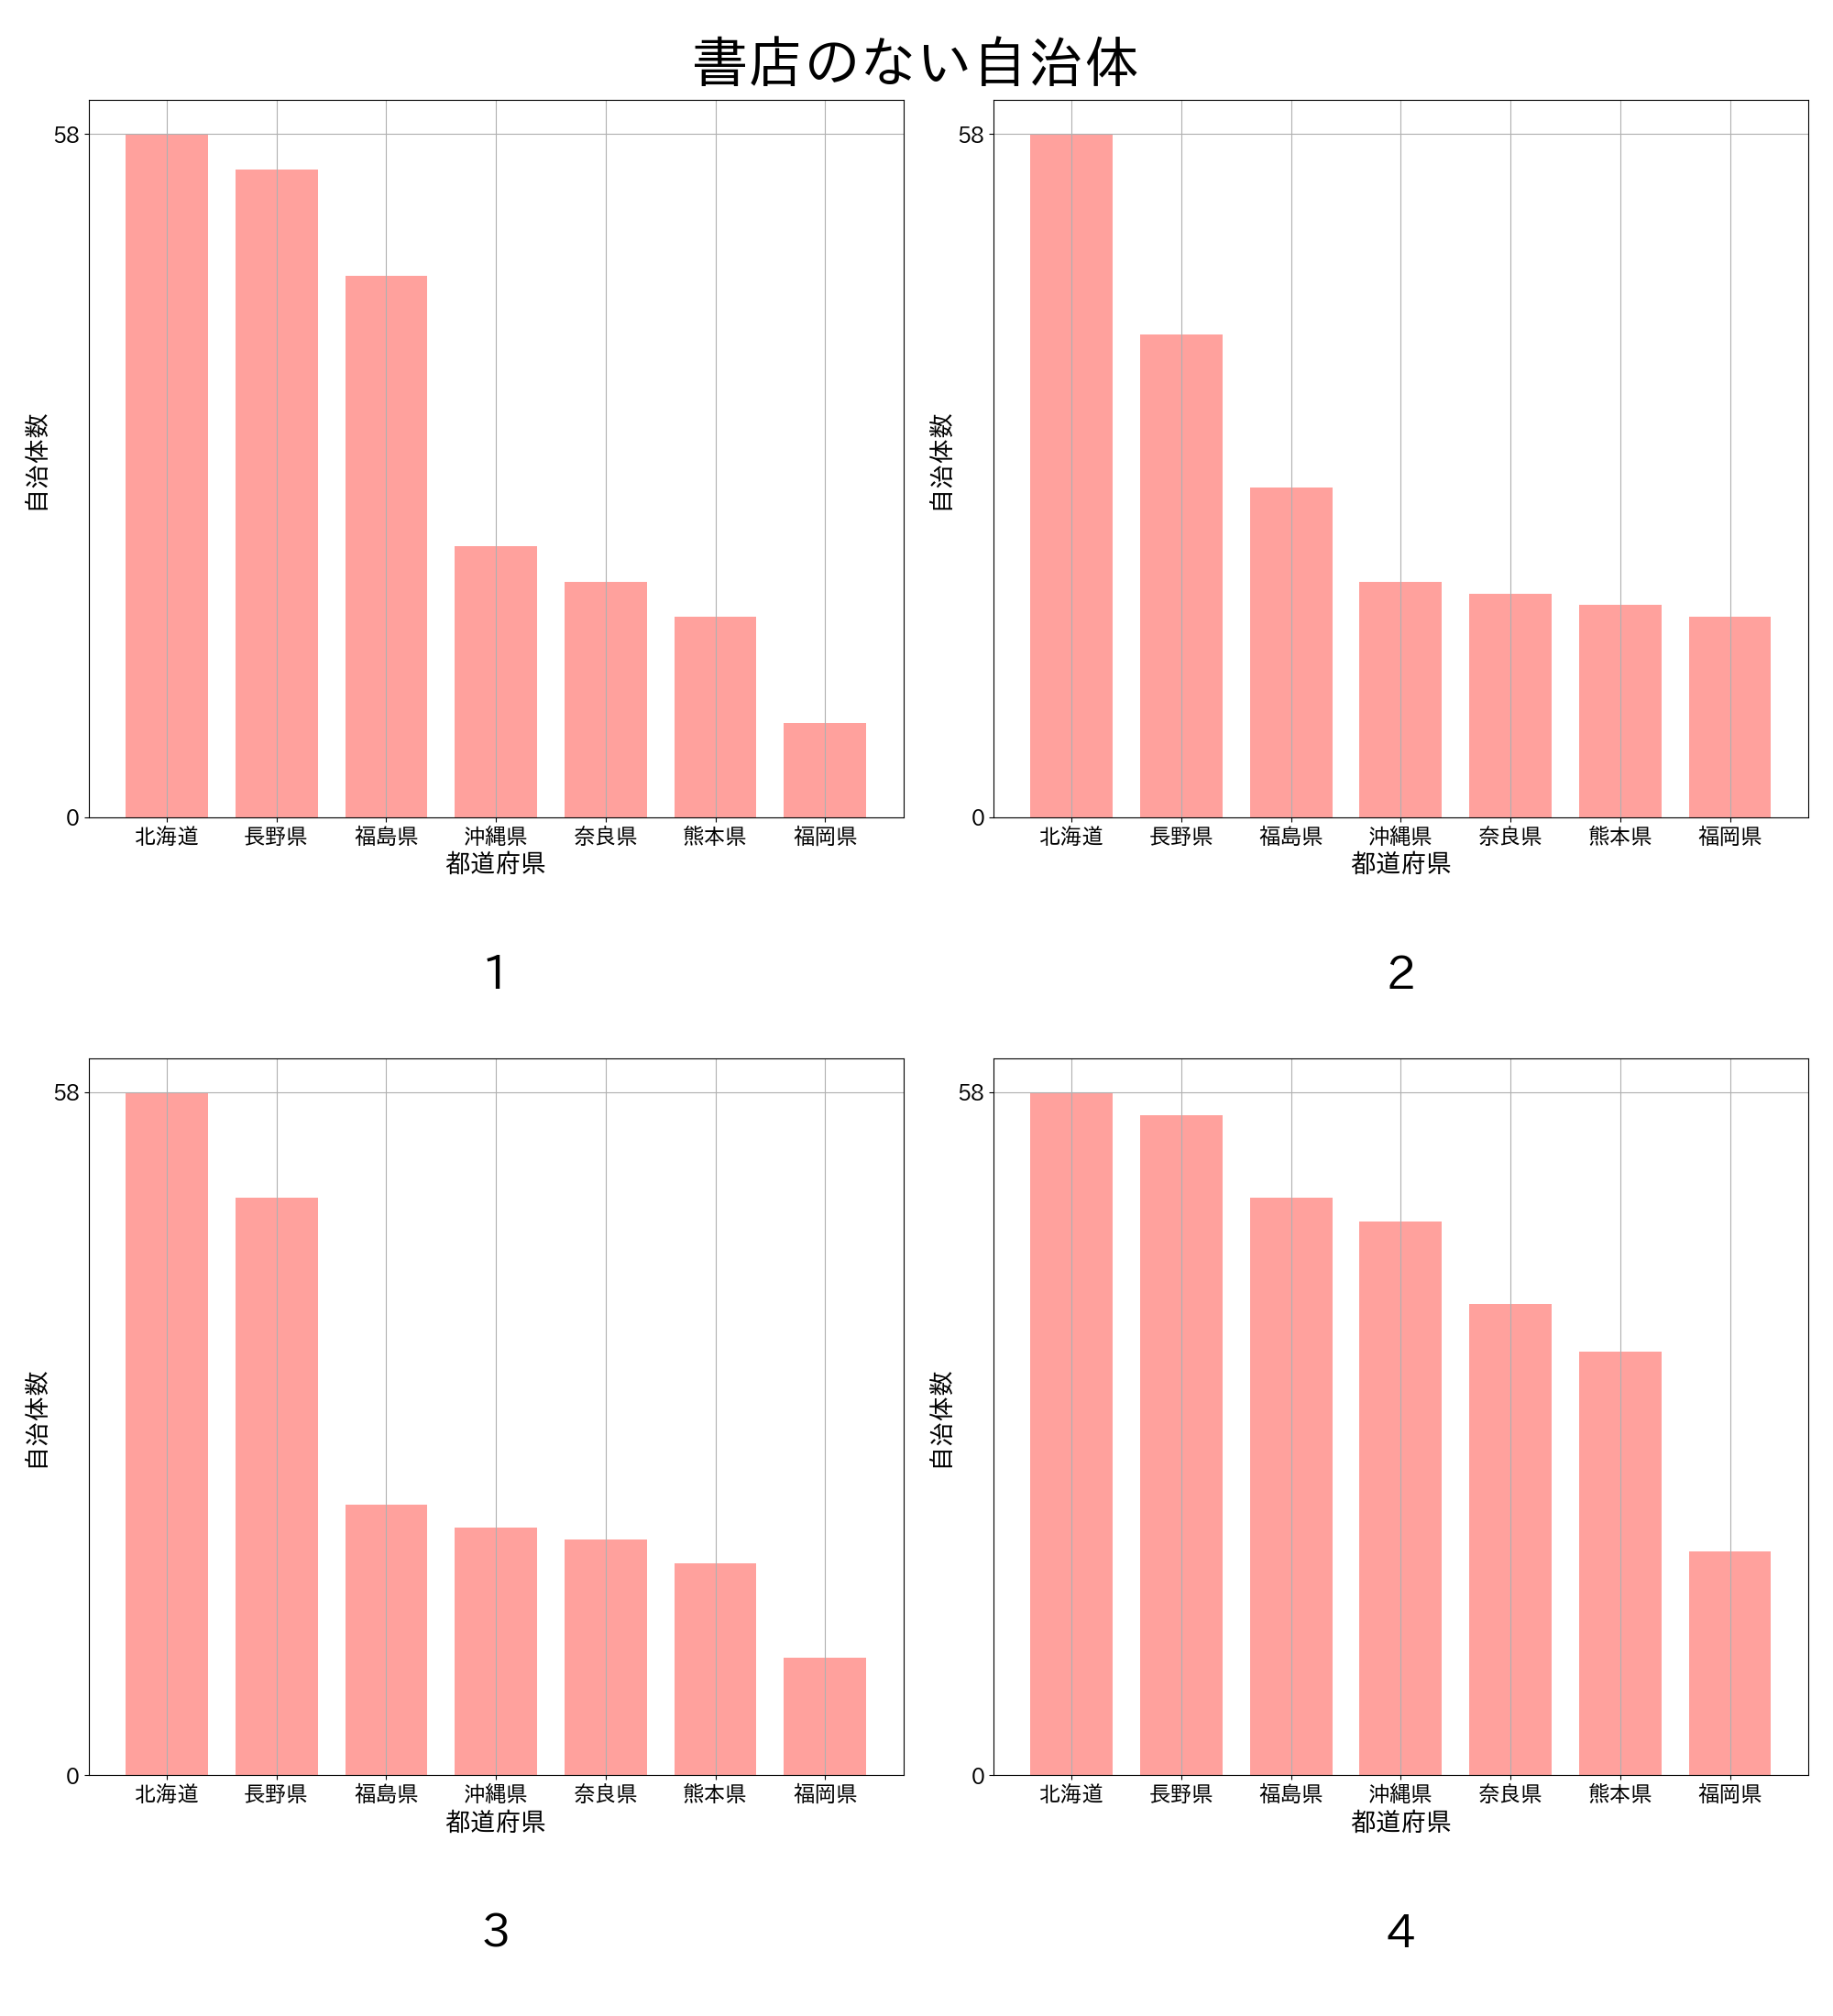 書店のない自治体
58
0
自治体数
北海道 長野県 福島県 沖縄県 奈良県 熊本県 福岡県
都道府県
1
58
0
自治体数
北海道 長野県 福島県 沖縄県 奈良県 熊本県 福岡県
都道府県
2
58
0
自治体数
北海道 長野県 福島県 沖縄県 奈良県 熊本県 福岡県
都道府県
3
58
0
自治体数
北海道 長野県 福島県 沖縄県 奈良県 熊本県 福岡県
都道府県
4